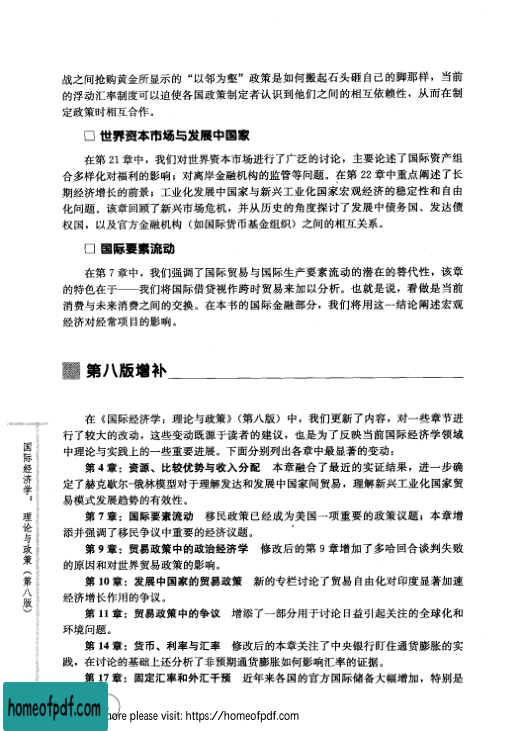 战之间抢购黄金所显示的“以邻为壑”政策是如何搬起石头砸自己的脚那样，当前
的浮动汇率制度可以迫使各国政策制定者认识到他们之间的相互依赖性，从而在制
定政策时相互合作。
□ 世界资本市场与发展中国家
在第 21 章中，我们对世界资本市场进行了广泛的讨论，主要论述了国际资产组
合多样化对福利的影响；对离岸金融机构的监管等问题。在第 22 章中重点阐述了长
期经济增长的前景；工业化发展中国家与新兴工业化国家宏观经济的稳定性和自由
化问题。该章回顾了新兴市场危机，并从历史的角度探讨了发展中债务国、发达债
权国，以及官方金融机构（如国际货币基金组织）之间的相互关系。
□ 国际要素流动
在第 7 章中，我们强调了国际贸易与国际生产要素流动的潜在的替代性，该章
的特色在于——我们将国际借贷视作跨时贸易来加以分析。也就是说，看做是当前
消费与未来消费之间的交换。在本书的国际金融部分，我们将用这一结论阐述宏观
经济对经常项目的影响。
第八版增补
在《国际经济学：理论与政策》（第八版）中，我们更新了内容，对一些章节进
行了较大的改动，这些变动既源于读者的建议，也是为了反映当前国际经济学领域
中理论与实践上的一些重要进展。下面分别列出各章中最显著的变动：
第 4 章：资源、比较优势与收入分配 本章融合了最近的实证结果，进一步确
定了赫克歇尔-俄林模型对于理解发达和发展中国家间贸易，理解新兴工业化国家贸
易模式发展趋势的有效性。
第 7 章：国际要素流动 移民政策已经成为美国一项重要的政策议题；本章增
添并强调了移民争议中重要的经济议题。
第 9 章：贸易政策中的政治经济学 修改后的第 9 章增加了多哈回合谈判失败
的原因和对世界贸易政策的影响。
第 10 章：发展中国家的贸易政策 新的专栏讨论了贸易自由化对印度显著加速
经济增长作用的争议。
第 11 章：贸易政策中的争议 增添了一部分用于讨论日益引起关注的全球化和
环境问题。
第 14 章：货币、利率与汇率 修改后的本章关注了中央银行盯住通货膨胀的实
践，在讨论的基础上还分析了非预期通货膨胀如何影响汇率的证据。
第 17 章：固定汇率和外汇干预 近年来各国的官方国际储备大幅增加，特别是
国际经济学：理论与政策（第八版）
homeofpdf.com
ore please visit: https://homeofpdf.com